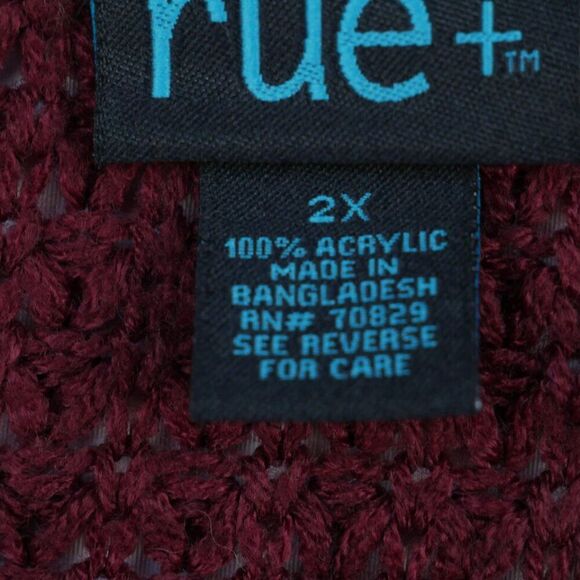 rue+™
2X
100% ACRYLIC
MADE IN
BANGLADESH
RN# 70829
SEE REVERSE
FOR CARE